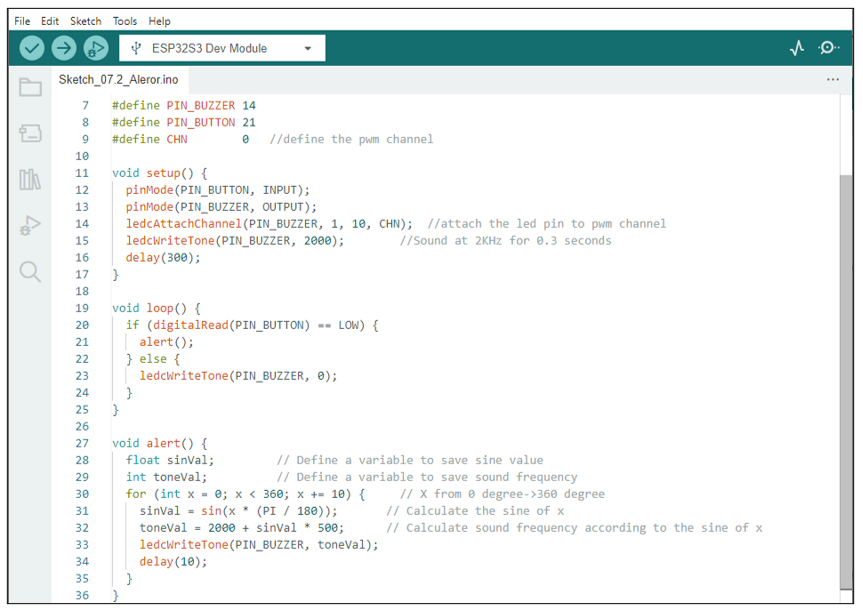 File Edit Sketch Tools Help
ESP32S3 Dev Module
Sketch_07.2_Aleror.ino
...
7 #define PIN_BUZZER 14
8 #define PIN_BUTTON 21
9 #define CHN 0 //define the pwm channel
10
11 void setup() {
12 pinMode(PIN_BUTTON, INPUT);
13 pinMode(PIN_BUZZER, OUTPUT);
14 ledcAttachChannel(PIN_BUZZER, 1, 10, CHN); //attach the led pin to pwm channel
15 ledcWriteTone(PIN_BUZZER, 2000); //Sound at 2KHz for 0.3 seconds
16 delay(300);
17 }
18
19 void loop() {
20 if (digitalRead(PIN_BUTTON) == LOW) {
21 alert();
22 } else {
23 ledcWriteTone(PIN_BUZZER, 0);
24 }
25 }
26
27 void alert() {
28 float sinVal; // Define a variable to save sine value
29 int toneVal; // Define a variable to save sound frequency
30 for (int x = 0; x < 360; x += 10) { // X from 0 degree->360 degree
31 sinVal = sin(x * (PI / 180)); // Calculate the sine of x
32 toneVal = 2000 + sinVal * 500; // Calculate sound frequency according to the sine of x
33 ledcWriteTone(PIN_BUZZER, toneVal);
34 delay(10);
35 }
36 }